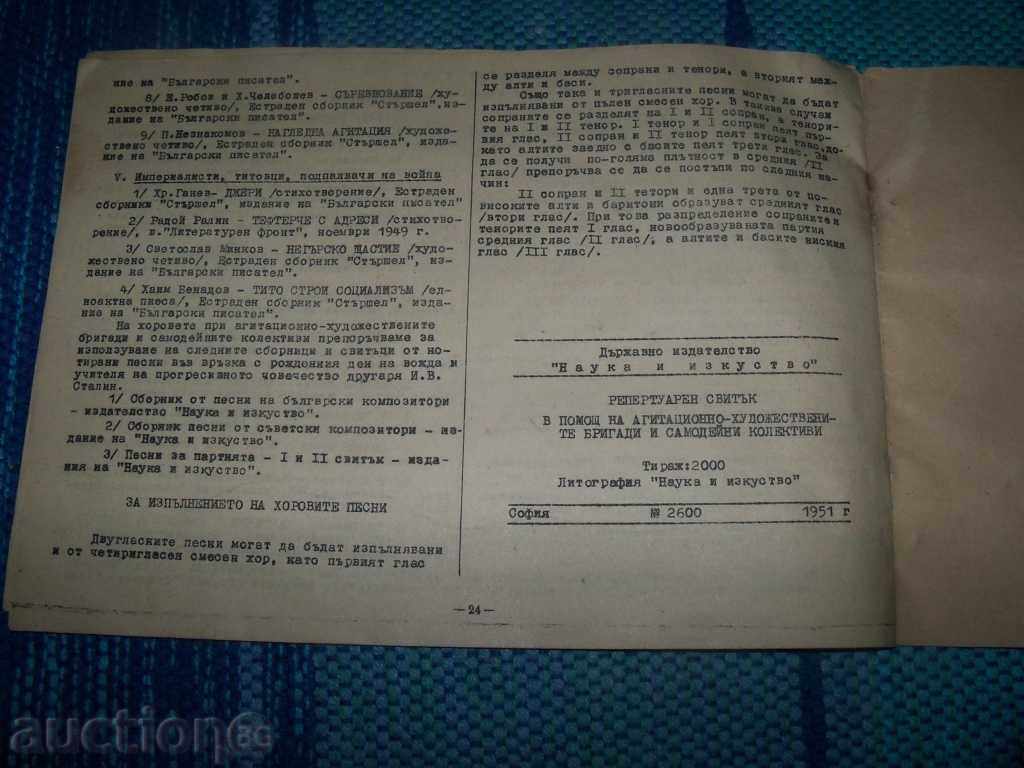 ние на "Български писател".
8/ Н.Робов и Х.Челебоков - СЪРЕВНОВАНИЯ /ху-
дожествено четиво/, Естраден сборник "Стършел", из-
дание на "Български писател".
9/ П.Незнакомов - НАГЛЕДНА АГИТАЦИЯ /художе-
ствено четиво/, Естраден сборник "Стършел", изда-
ние на "Български писател".
V. Империалисти, титовци, подпалвачи на война
1/ Хр.Ганев- ДЖЕРИ /стихотворение/, Естраден
сборники "Стършел", издание на "Български писател"
2/ Радой Ралин - ТЕФТЕРЧЕ С АДРЕСИ /стихотво-
рение/, в."Литературен фронт", ноември 1949 г.
3/ Светослав Минков - НЕГЪРСКО ЩАСТИЕ /худо-
жествено четиво/, Естраден сборник "Стършел", из-
дание на "Български писател".
4/ Хаим Бенадов - ТИТО СТРОИ СОЦИАЛИЗЪМ /ед-
ноактна пиеса/, Естраден сборник "Стършел", изда-
ние на "Български писател".
На хоровете при агитационно-художествените
бригади и самодейните колективи препоръчваме за
използуване на следните сборници и свитъци от но-
тирани песни във връзка с рождения ден на вожда и
учителя на прогресивното човечество другаря И.В.
Сталин.
1/ Сборник от песни на български композитори
- издателство "Наука и изкуство".
2/ Сборник песни от съветски композитори - из-
дание на "Наука и изкуство".
3/ Песни за партията - I и II свитък - изда-
ния на "Наука и изкуство".
ЗА ИЗПЪЛНЕНИЕТО НА ХОРОВИТЕ ПЕСНИ
Двугласките песни могат да бъдат изпълнявани
и от четиригласен смесен хор, като първият глас
се разделя между сопрани и тенори, а вторият меж-
ду алти и баси.
Също така и тригласните песни могат да бъдат
изпълнявани от пълен смесен хор. В такива случаи
сопраните се разделят на I и II сопран, а тенори-
те на I и II тенор. I тенор и I сопран пеят пър-
вия глас, II сопран и II тенор пеят втори глас, до-
като алтите заедно с басите пеят трети глас. За
да се получи по-голяма плътност в средния /II
глас/ препоръчва се да се постъпи по следния на-
чин:
II сопран и II тетори и една трета от по-
високите алти в баритони образуват средният глас
/втори глас/. При това разпределение сопраните и
тенорите пеят I глас, новообразуваната партия
средния глас /II глас/, а алтите и басите ниския
глас /III глас/.
Държавно издателство
"Наука и изкуство"
РЕПЕРТУАРЕН СВИТЪК
В ПОМОЩ НА АГИТАЦИОННО-ХУДОЖЕСТВЕНИ-
ТЕ БРИГАДИ И САМОДЕЙНИ КОЛЕКТИВИ
Тираж:2000
Литография "Наука и изкуство"
София № 2600 1951 г
-24-
auction.bg